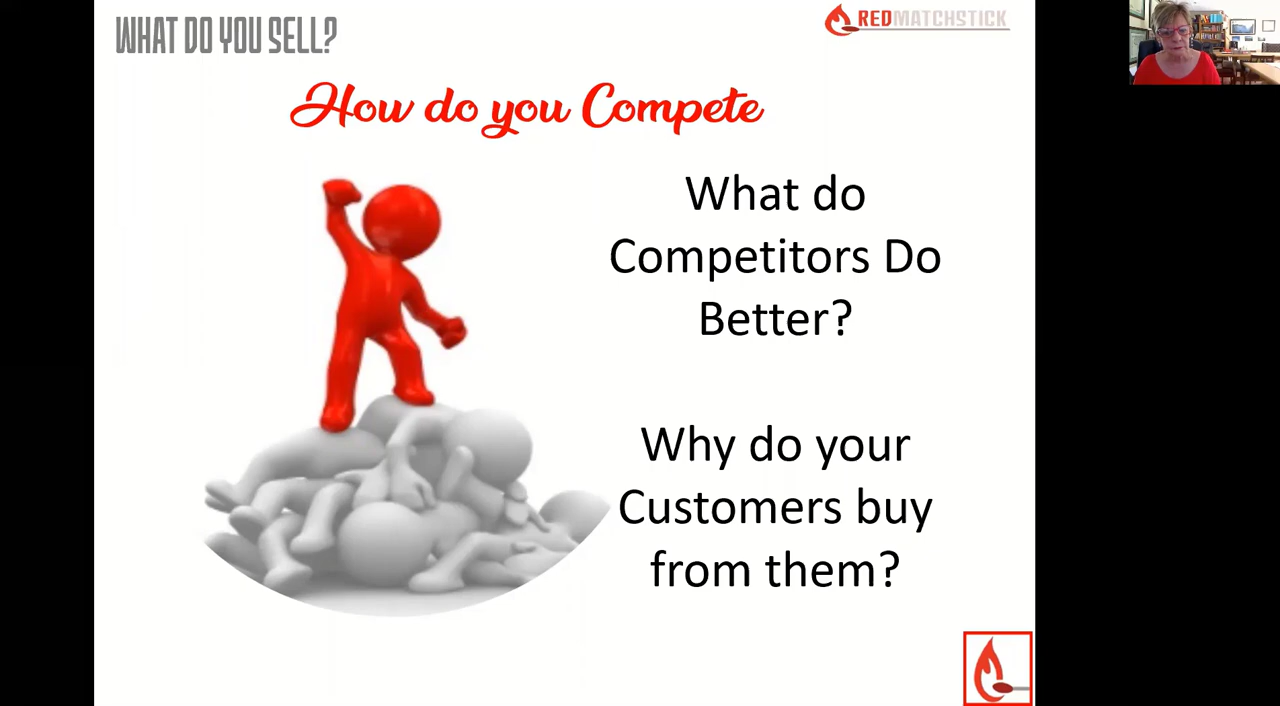 WHAT DO YOU SELL?
REDMATCHSTICK
How do you Compete
What do
Competitors Do
Better?
Why do your
Customers buy
from them?